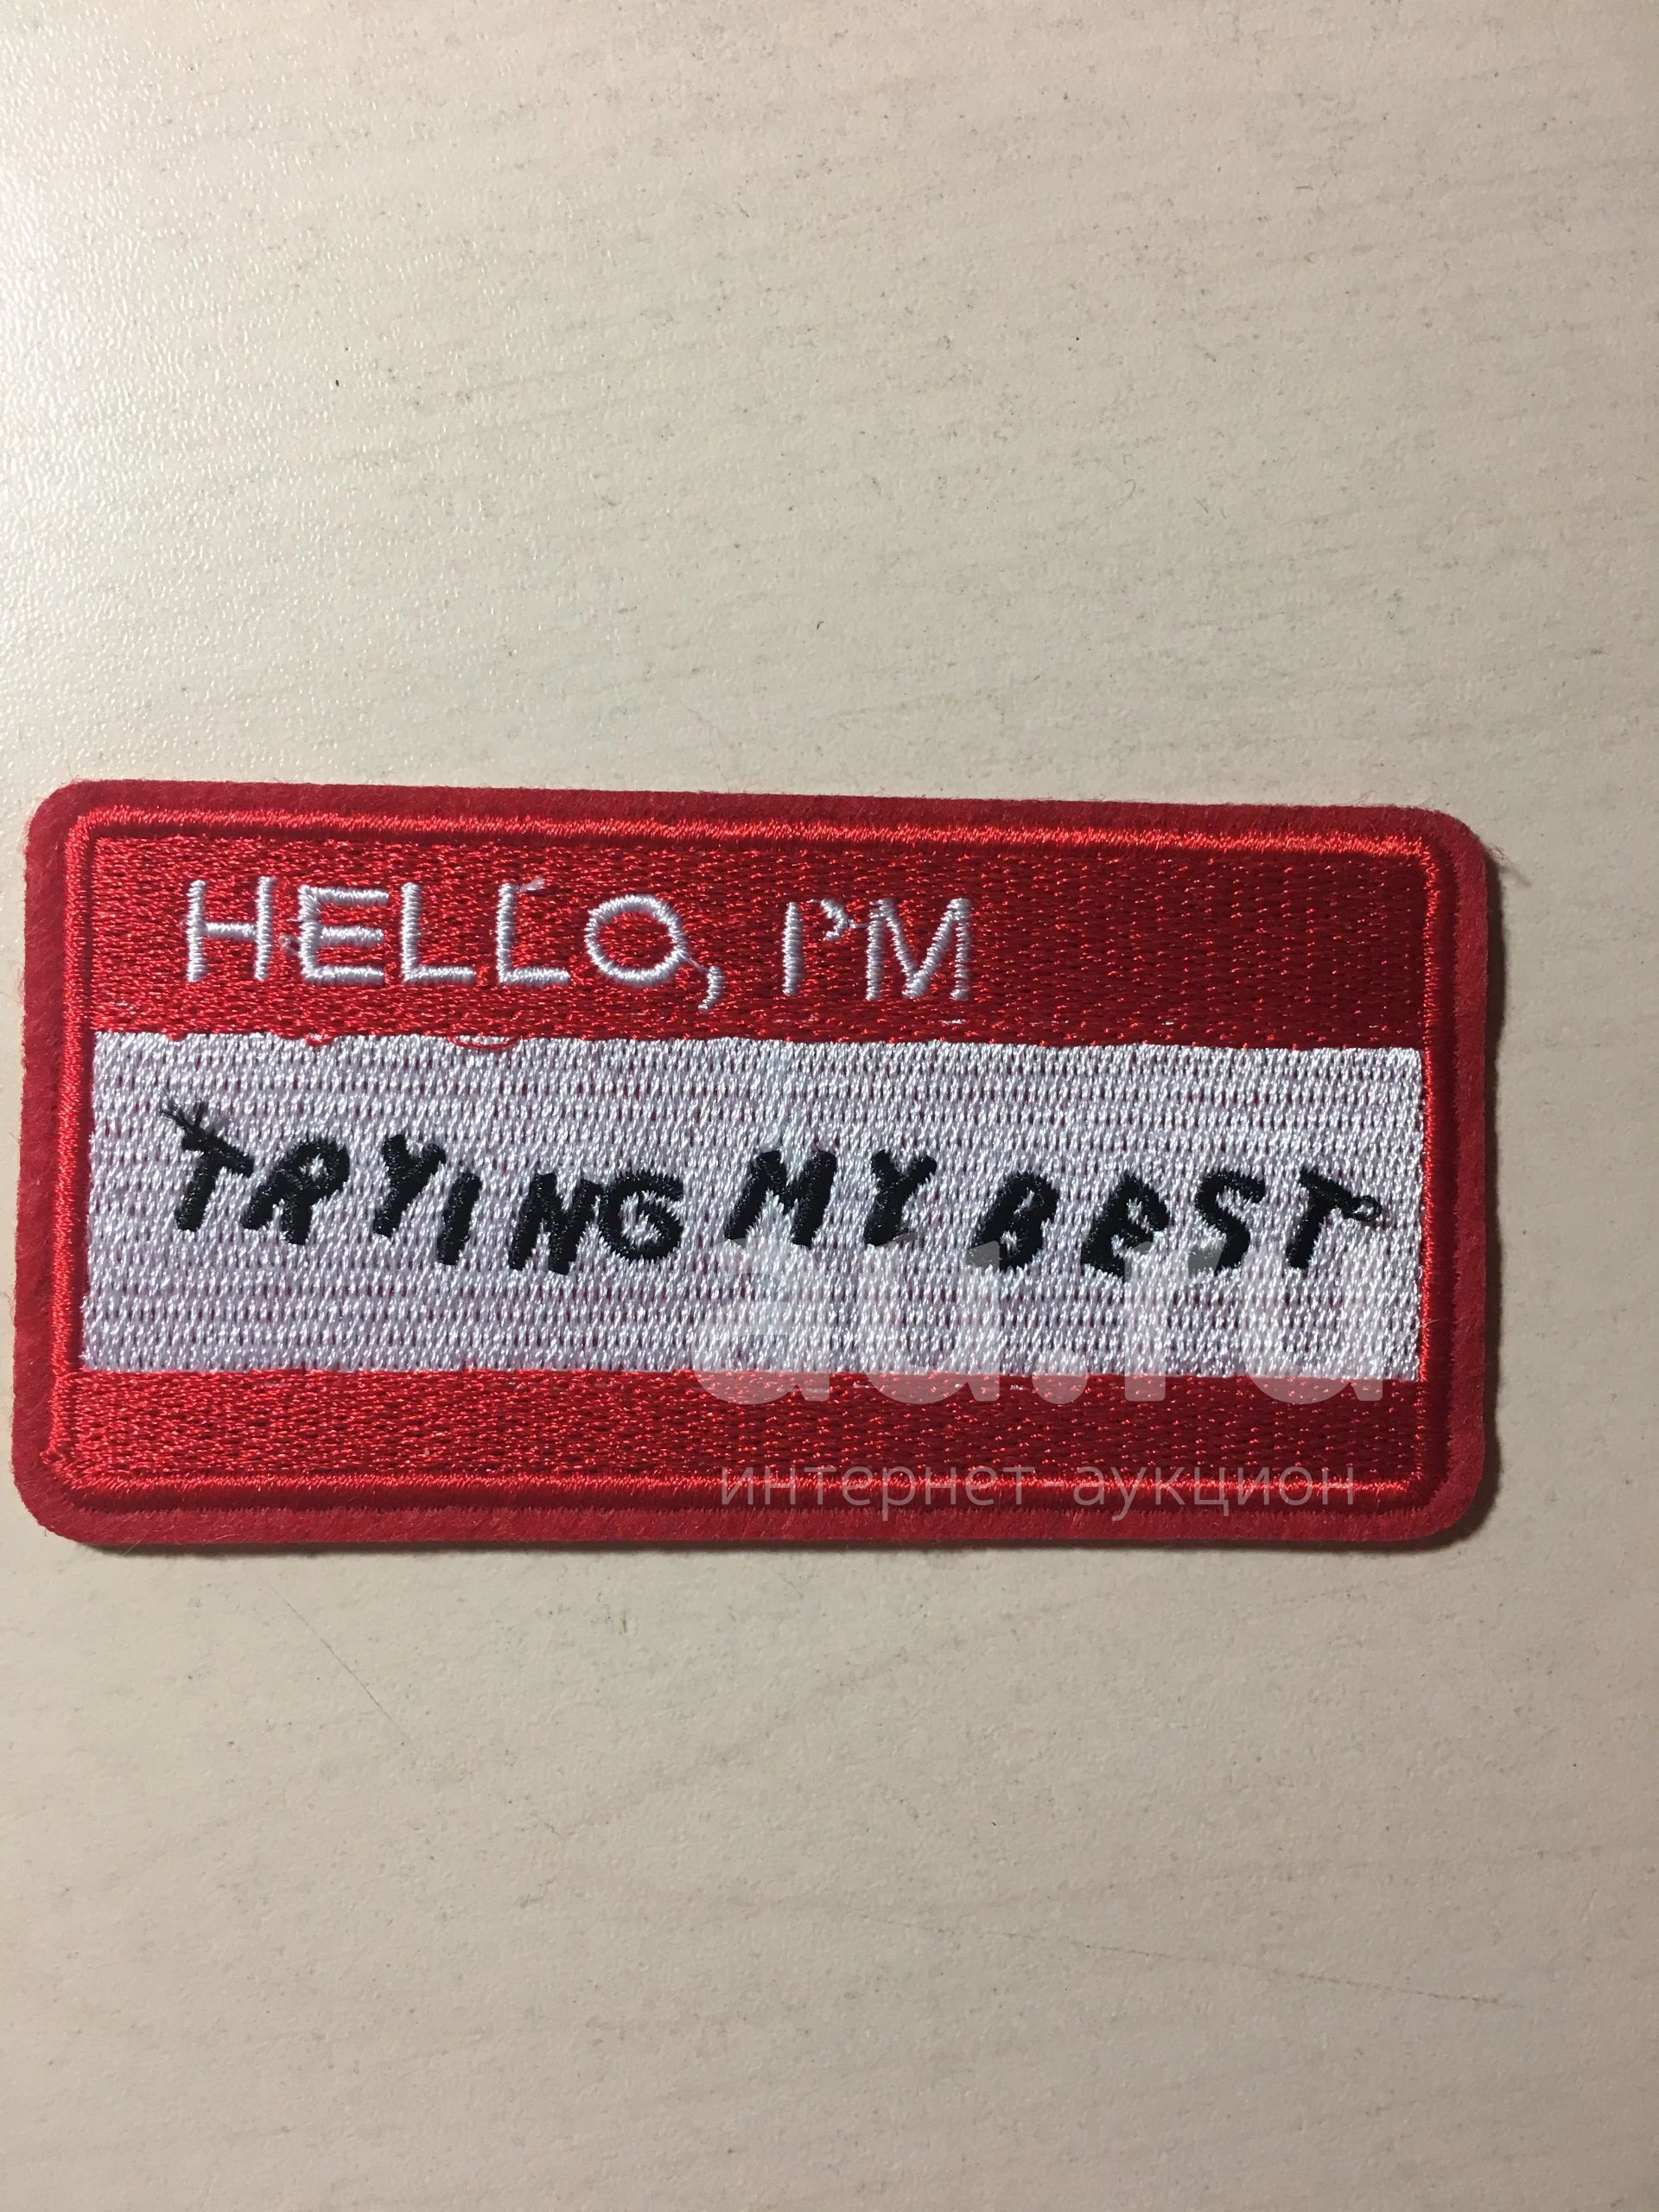 HELLO, I'M
TRYING MY BEST
au.ru
интернет-аукцион